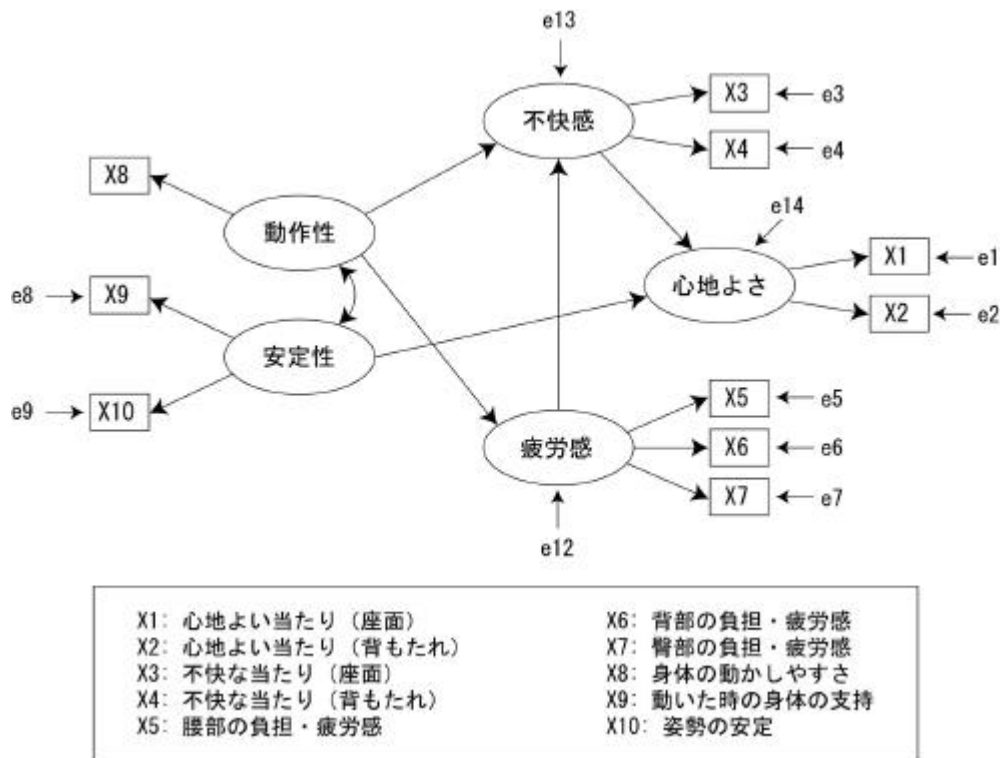 e13
不快感
X3
e3
X4
e4
X8
動作性
e14
心地よさ
X1
e1
X2
e2
e8
X9
安定性
e9
X10
疲労感
X5
e5
X6
e6
X7
e7
e12
X1: 心地よい当たり（座面）
X2: 心地よい当たり（背もたれ）
X3: 不快な当たり（座面）
X4: 不快な当たり（背もたれ）
X5: 腰部の負担・疲労感
X6: 背部の負担・疲労感
X7: 臀部の負担・疲労感
X8: 身体の動かしやすさ
X9: 動いた時の身体の支持
X10: 姿勢の安定